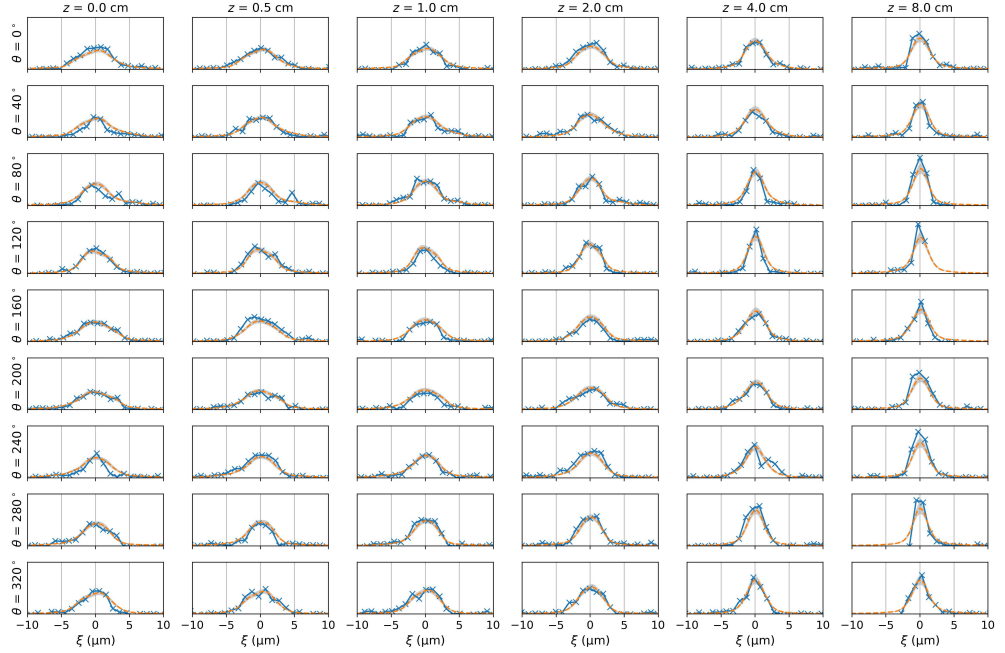 z = 0.0 cm z = 0.5 cm z = 1.0 cm z = 2.0 cm z = 4.0 cm z = 8.0 cm
θ = 0°
θ = 40°
θ = 80°
θ = 120°
θ = 160°
θ = 200°
θ = 240°
θ = 280°
θ = 320°
−10 −5 0 5 10 −10 −5 0 5 10 −10 −5 0 5 10 −10 −5 0 5 10 −10 −5 0 5 10 −10 −5 0 5 10
ξ (μm) ξ (μm) ξ (μm) ξ (μm) ξ (μm) ξ (μm)